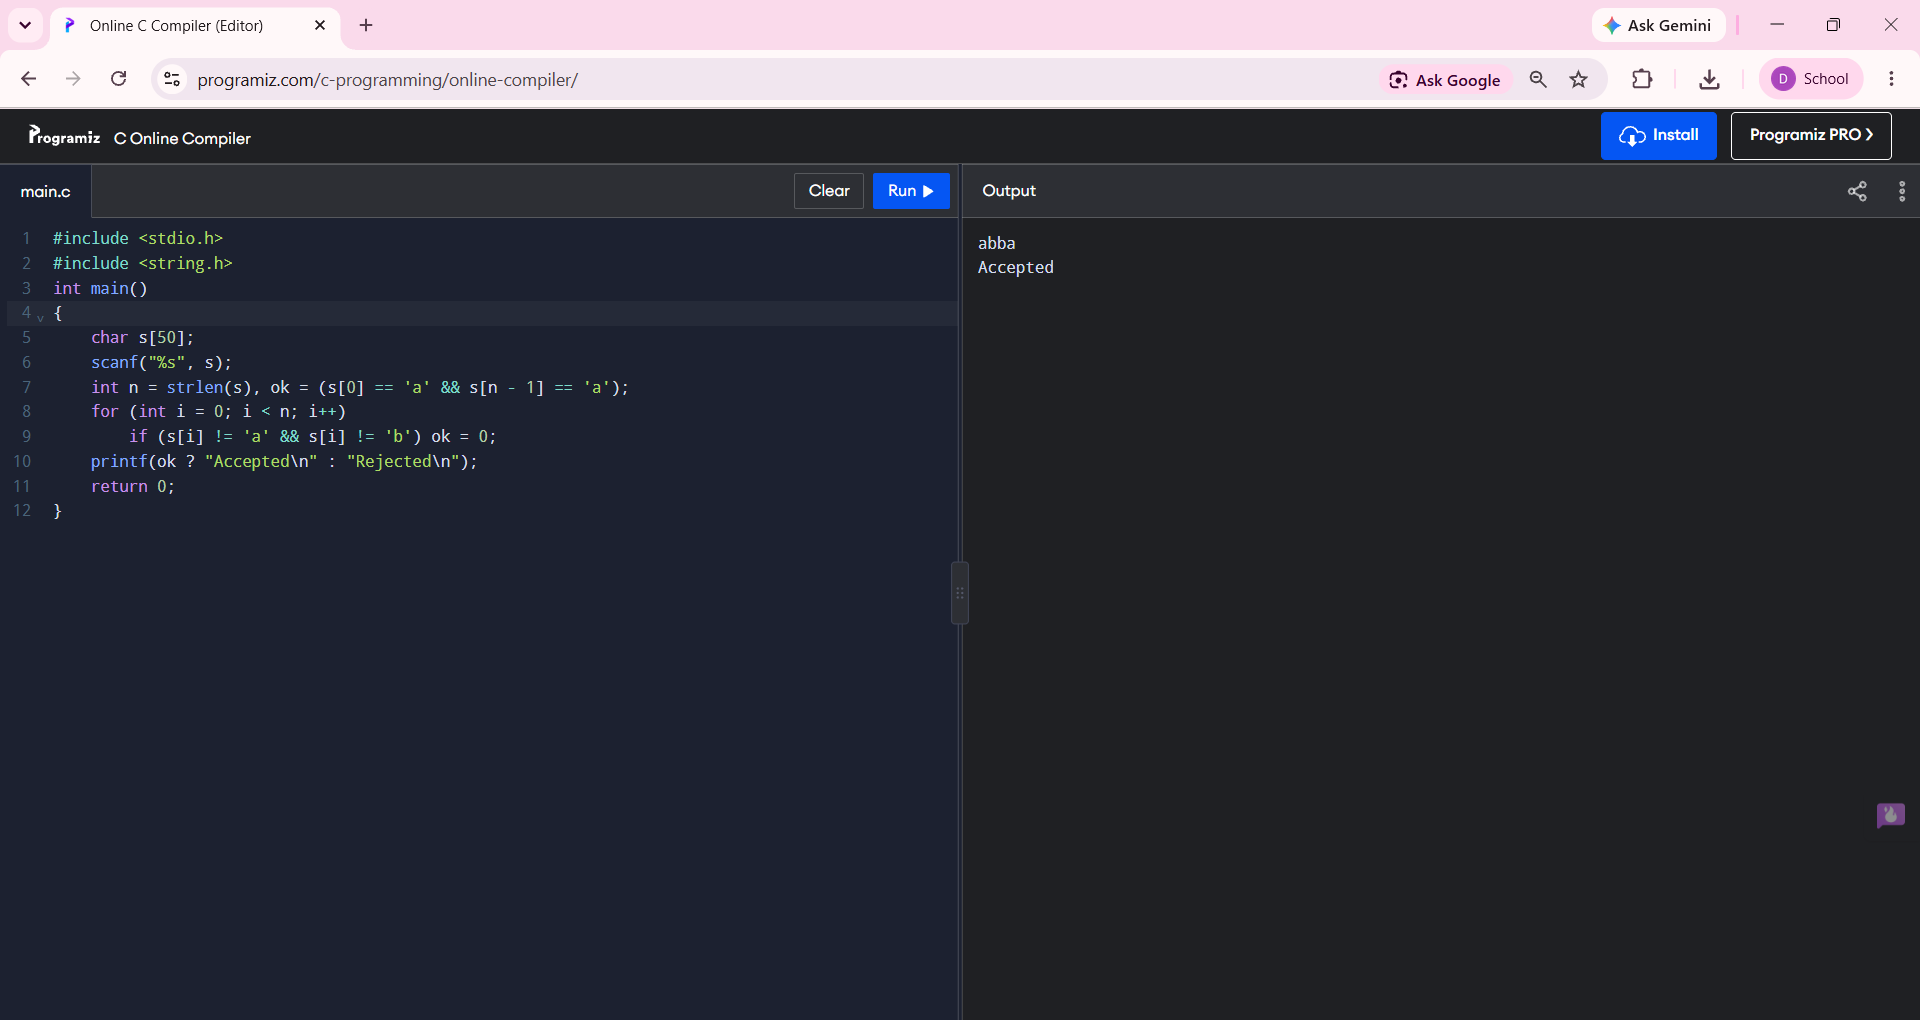 Online C Compiler (Editor)
Ask Gemini
programiz.com/c-programming/online-compiler/
Ask Google
D
School
Programiz
C Online Compiler
Install
Programiz PRO
main.c
Clear
Run
Output
1 #include <stdio.h>
2 #include <string.h>
3 int main()
4 {
5     char s[50];
6     scanf("%s", s);
7     int n = strlen(s), ok = (s[0] == 'a' && s[n - 1] == 'a');
8     for (int i = 0; i < n; i++)
9         if (s[i] != 'a' && s[i] != 'b') ok = 0;
10     printf(ok ? "Accepted\n" : "Rejected\n");
11     return 0;
12 }
abba
Accepted